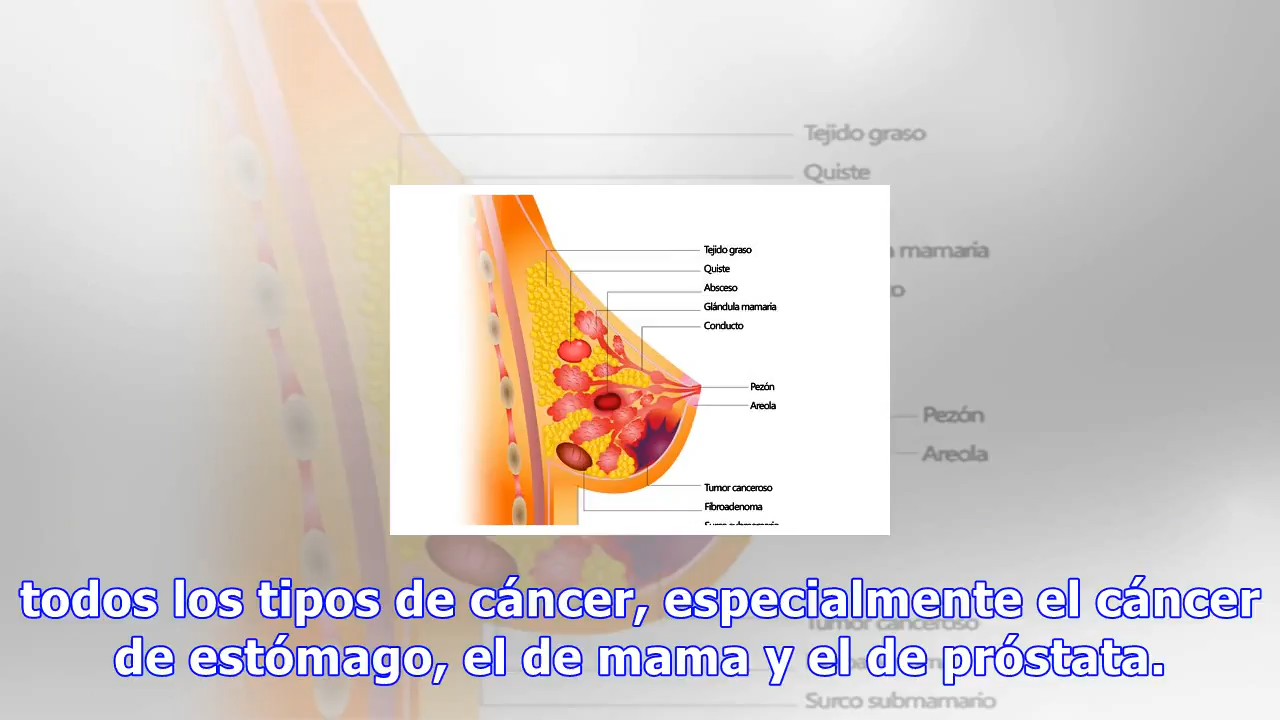 Tejido graso
Quiste
mamaria
Pezón
Areola
Tumor canceroso
Surco submamario
Tejido graso
Quiste
Absceso
Glándula mamaria
Conducto
Pezón
Areola
Tumor canceroso
Fibroadenoma
Surco submamario
todos los tipos de cáncer, especialmente el cáncer
de estómago, el de mama y el de próstata.